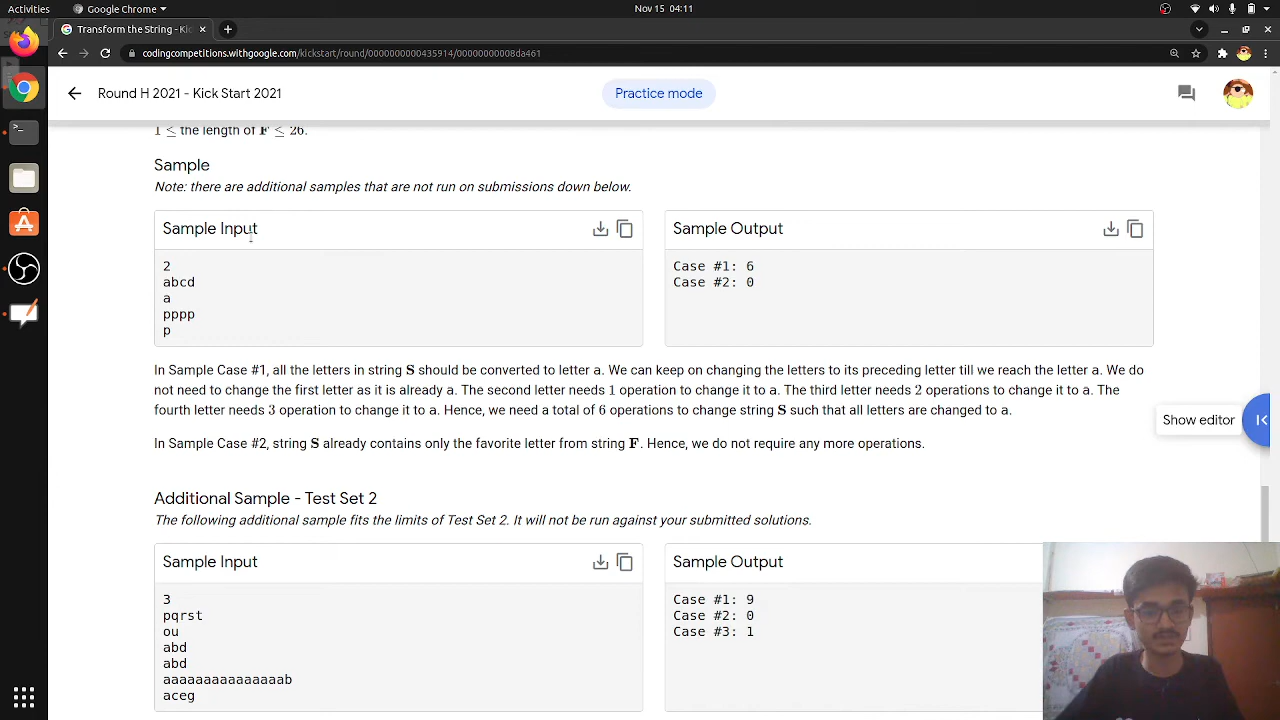 Activities
Google Chrome
Nov 15 04:11
Transform the String - Kic
codingcompetitions.withgoogle.com/kickstart/round/0000000000435914/00000000008da461
Round H 2021 - Kick Start 2021
Practice mode
1 ≤ the length of F ≤ 26.
Sample
Note: there are additional samples that are not run on submissions down below.
Sample Input
2
abcd
a
pppp
p
Sample Output
Case #1: 6
Case #2: 0
In Sample Case #1, all the letters in string S should be converted to letter a. We can keep on changing the letters to its preceding letter till we reach the letter a. We do
not need to change the first letter as it is already a. The second letter needs 1 operation to change it to a. The third letter needs 2 operations to change it to a. The
fourth letter needs 3 operation to change it to a. Hence, we need a total of 6 operations to change string S such that all letters are changed to a.
Show editor
In Sample Case #2, string S already contains only the favorite letter from string F. Hence, we do not require any more operations.
Additional Sample - Test Set 2
The following additional sample fits the limits of Test Set 2. It will not be run against your submitted solutions.
Sample Input
3
pqrst
ou
abd
abd
aaaaaaaaaaaaaaab
aceg
Sample Output
Case #1: 9
Case #2: 0
Case #3: 1